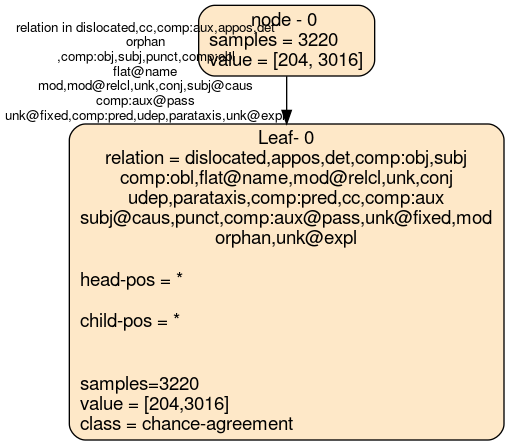 node - 0
samples = 3220
value = [204, 3016]
relation in dislocated,cc,comp:aux,appos,det
orphan
,comp:obj,subj,punct,comp:obl
flat@name
mod,mod@relcl,unk,conj,subj@caus
comp:aux@pass
unk@fixed,comp:pred,udep,parataxis,unk@expl
Leaf- 0
relation = dislocated,appos,det,comp:obj,subj
comp:obl,flat@name,mod@relcl,unk,conj
udep,parataxis,comp:pred,cc,comp:aux
subj@caus,punct,comp:aux@pass,unk@fixed,mod
orphan,unk@expl
head-pos = *
child-pos = *
samples=3220
value = [204,3016]
class = chance-agreement